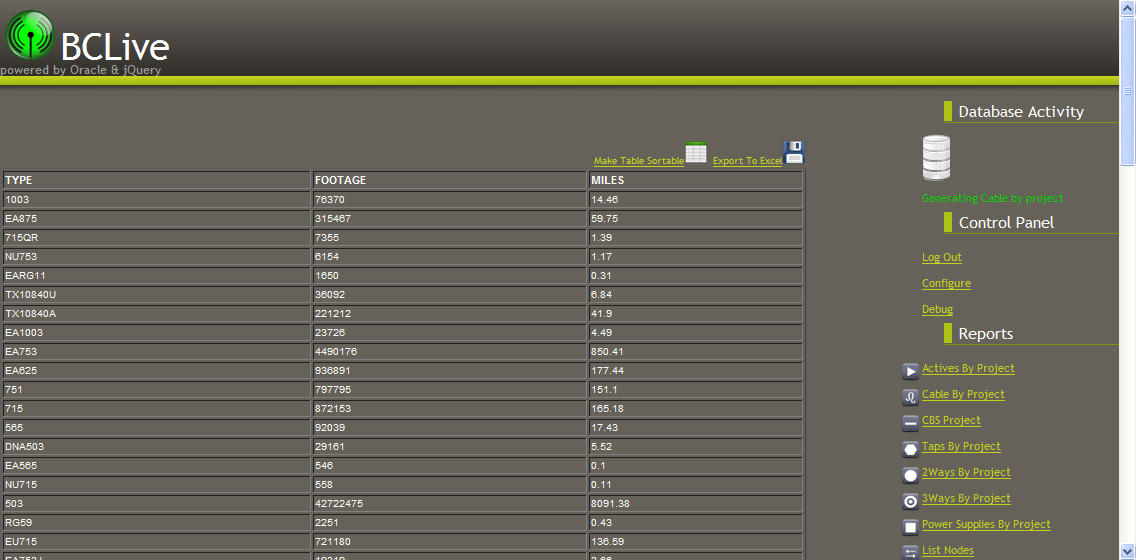 BCLive
powered by Oracle & jQuery
Make Table Sortable Export To Excel
TYPE FOOTAGE MILES
1003 76370 14.46
EA875 315467 59.75
715QR 7355 1.39
NU753 6154 1.17
EARG11 1650 0.31
TX10840U 36092 6.84
TX10840A 221212 41.9
EA1003 23726 4.49
EA753 4490176 850.41
EA625 936891 177.44
751 797795 151.1
715 872153 165.18
565 92039 17.43
DNA503 29161 5.52
EA565 546 0.1
NU715 558 0.11
503 42722475 8091.38
RG59 2251 0.43
EU715 721180 136.59
Database Activity
Generating Cable by project
Control Panel
Log Out
Configure
Debug
Reports
Actives By Project
Cable By Project
CBS Project
Taps By Project
2Ways By Project
3Ways By Project
Power Supplies By Project
List Nodes